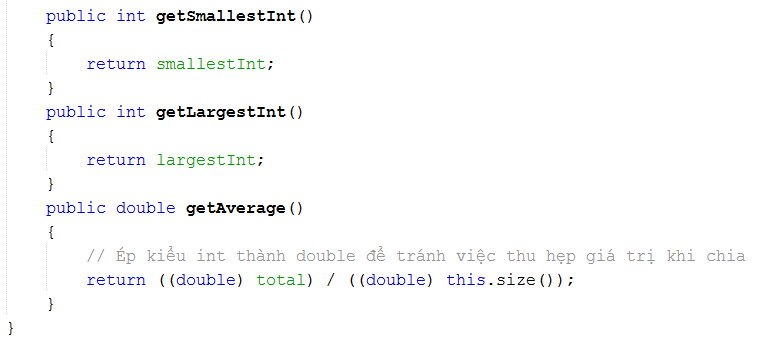 public int getSmallestInt()
{
return smallestInt;
}
public int getLargestInt()
{
return largestInt;
}
public double getAverage()
{
// Ép kiểu int thành double để tránh việc thu hẹp giá trị khi chia
return ((double) total) / ((double) this.size());
}
}